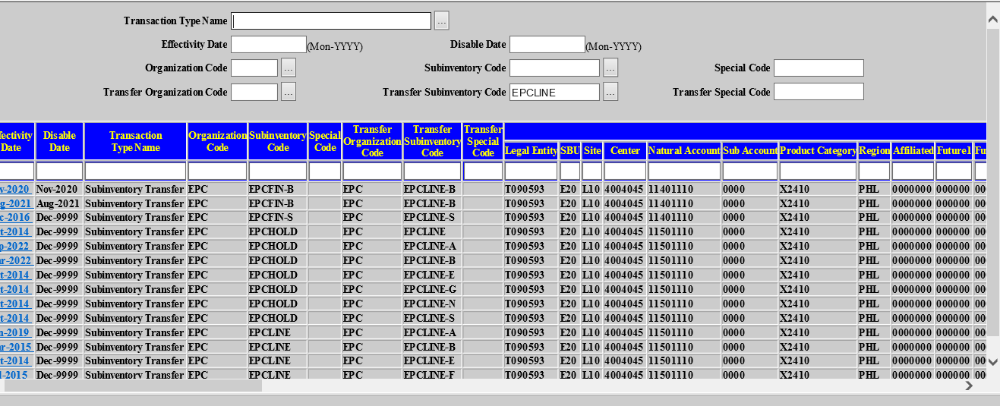 Transaction Type Name ...
Effectivity Date (Mon-YYYY) Disable Date (Mon-YYYY)
Organization Code ... Subinventory Code ... Special Code
Transfer Organization Code ... Transfer Subinventory Code EPCLINE ... Transfer Special Code
fectivity Date Disable Date Transaction Type Name Organization Code Subinventory Code Special Code Transfer Organization Code Transfer Subinventory Code Transfer Special Code
Legal Entity SBU Site Center Natural Account Sub Account Product Category Region Affiliated Future1 Fu
v-2020 Nov-2020 Subinventory Transfer EPC EPCFIN-B EPC EPCLINE-B T090593 E20 L10 4004045 11401110 0000 X2410 PHL 0000000 000000 00
g-2021 Aug-2021 Subinventory Transfer EPC EPCFIN-B EPC EPCLINE-B T090593 E20 L10 4004045 11401110 0000 X2410 PHL 0000000 000000 00
c-2016 Dec-9999 Subinventory Transfer EPC EPCFIN-S EPC EPCLINE-S T090593 E20 L10 4004045 11401110 0000 X2410 PHL 0000000 000000 00
t-2014 Dec-9999 Subinventory Transfer EPC EPCHOLD EPC EPCLINE T090593 E20 L10 4004045 11501110 0000 X2410 PHL 0000000 000000 00
p-2022 Dec-9999 Subinventory Transfer EPC EPCHOLD EPC EPCLINE-A T090593 E20 L10 4004045 11501110 0000 X2410 PHL 0000000 000000 00
ar-2022 Dec-9999 Subinventory Transfer EPC EPCHOLD EPC EPCLINE-B T090593 E20 L10 4004045 11501110 0000 X2410 PHL 0000000 000000 00
t-2014 Dec-9999 Subinventory Transfer EPC EPCHOLD EPC EPCLINE-E T090593 E20 L10 4004045 11501110 0000 X2410 PHL 0000000 000000 00
t-2014 Dec-9999 Subinventory Transfer EPC EPCHOLD EPC EPCLINE-G T090593 E20 L10 4004045 11501110 0000 X2410 PHL 0000000 000000 00
t-2014 Dec-9999 Subinventory Transfer EPC EPCHOLD EPC EPCLINE-N T090593 E20 L10 4004045 11501110 0000 X2410 PHL 0000000 000000 00
t-2014 Dec-9999 Subinventory Transfer EPC EPCHOLD EPC EPCLINE-S T090593 E20 L10 4004045 11501110 0000 X2410 PHL 0000000 000000 00
n-2019 Dec-9999 Subinventory Transfer EPC EPCLINE EPC EPCLINE-A T090593 E20 L10 4004045 11501110 0000 X2410 PHL 0000000 000000 00
ar-2015 Dec-9999 Subinventory Transfer EPC EPCLINE EPC EPCLINE-B T090593 E20 L10 4004045 11501110 0000 X2410 PHL 0000000 000000 00
t-2014 Dec-9999 Subinventory Transfer EPC EPCLINE EPC EPCLINE-E T090593 E20 L10 4004045 11501110 0000 X2410 PHL 0000000 000000 00
l-2015 Dec-9999 Subinventory Transfer EPC EPCLINE EPC EPCLINE-F T090593 E20 L10 4004045 11501110 0000 X2410 PHL 0000000 000000 00